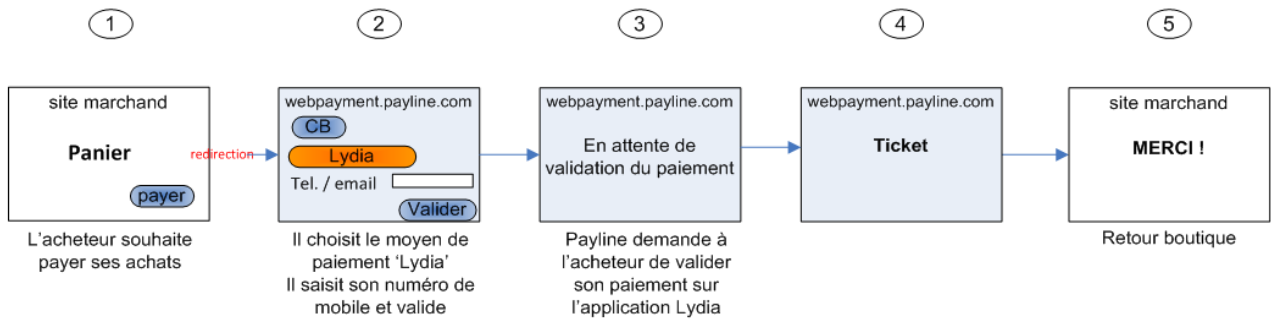 1
2
3
4
5
site marchand
Panier
payer
L'acheteur souhaite
payer ses achats
redirection
webpayment.payline.com
CB
Lydia
Tel. / email
Valider
Il choisit le moyen de
paiement 'Lydia'
Il saisit son numéro de
mobile et valide
webpayment.payline.com
En attente de
validation du paiement
Payline demande à
l'acheteur de valider
son paiement sur
l'application Lydia
webpayment.payline.com
Ticket
site marchand
MERCI !
Retour boutique